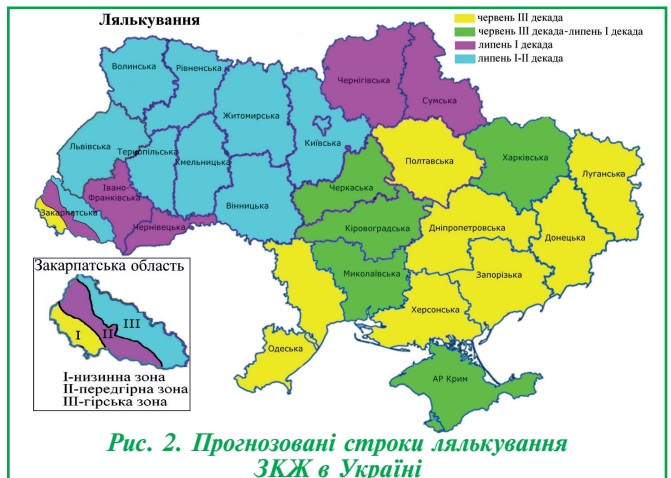 Лялькування
червень III декада
червень III декада-липень I декада
липень I декада
липень I-II декада
Волинська
Рівненська
Житомирська
Київська
Чернігівська
Сумська
Львівська
Тернопільська
Хмельницька
Вінницька
Івано-
Франківська
Чернівецька
Закарпатська
Черкаська
Полтавська
Харківська
Луганська
Кіровоградська
Дніпропетровська
Донецька
Миколаївська
Запорізька
Херсонська
Одеська
АР Крим
Закарпатська область
I
II
III
I-низинна зона
II-передгірна зона
III-гірська зона
Рис. 2. Прогнозовані строки лялькування
ЗКЖ в Україні